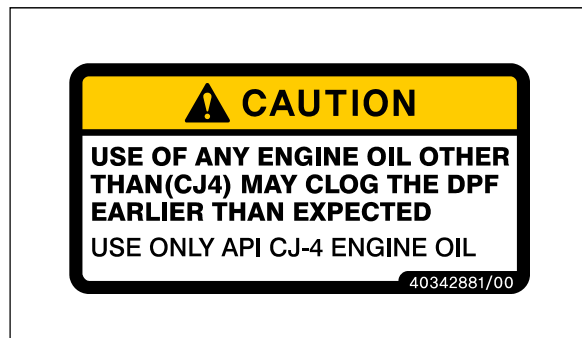 CAUTION
USE OF ANY ENGINE OIL OTHER
THAN(CJ4) MAY CLOG THE DPF
EARLIER THAN EXPECTED
USE ONLY API CJ-4 ENGINE OIL
40342881/00